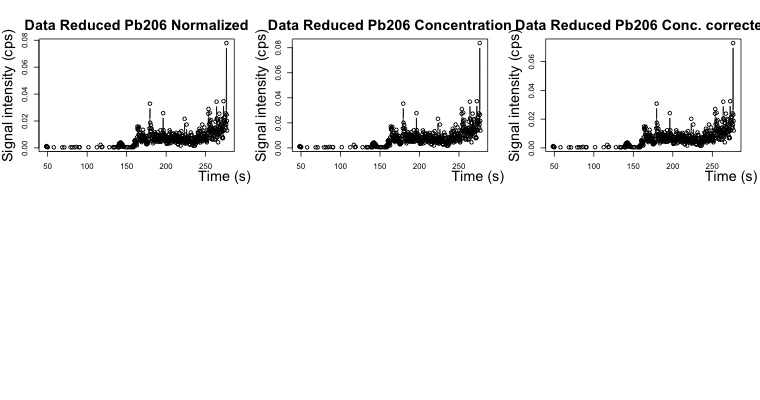 Data Reduced Pb206 Normalized
Signal intensity (cps)
0.00 0.02 0.04 0.06 0.08
50 100 150 200 250
Time (s)
Data Reduced Pb206 Concentration
Signal intensity (cps)
0.00 0.02 0.04 0.06 0.08
50 100 150 200 250
Time (s)
Data Reduced Pb206 Conc. correcte
Signal intensity (cps)
0.00 0.02 0.04 0.06
50 100 150 200 250
Time (s)